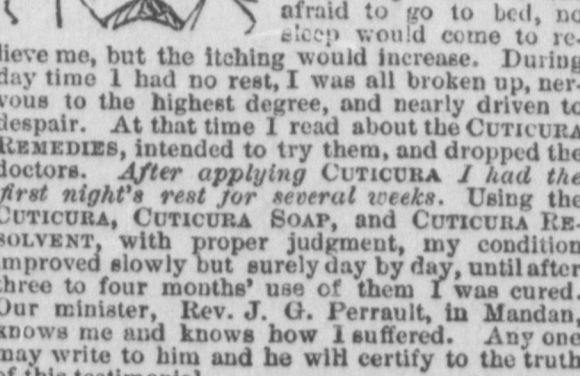 afraid to go to bed, no
sleep would come to re-
lieve me, but the itching would increase. During
day time I had no rest, I was all broken up, ner-
vous to the highest degree, and nearly driven to
despair. At that time I read about the CUTICURA
REMEDIES, intended to try them, and dropped the
doctors. After applying CUTICURA I had the
first night's rest for several weeks. Using the
CUTICURA, CUTICURA SOAP, and CUTICURA RE-
SOLVENT, with proper judgment, my condition
improved slowly but surely day by day, until after
three to four months' use of them I was cured.
Our minister, Rev. J. G. Perrault, in Mandan,
knows me and knows how I suffered. Any one
may write to him and he will certify to the truth
of this testimonial